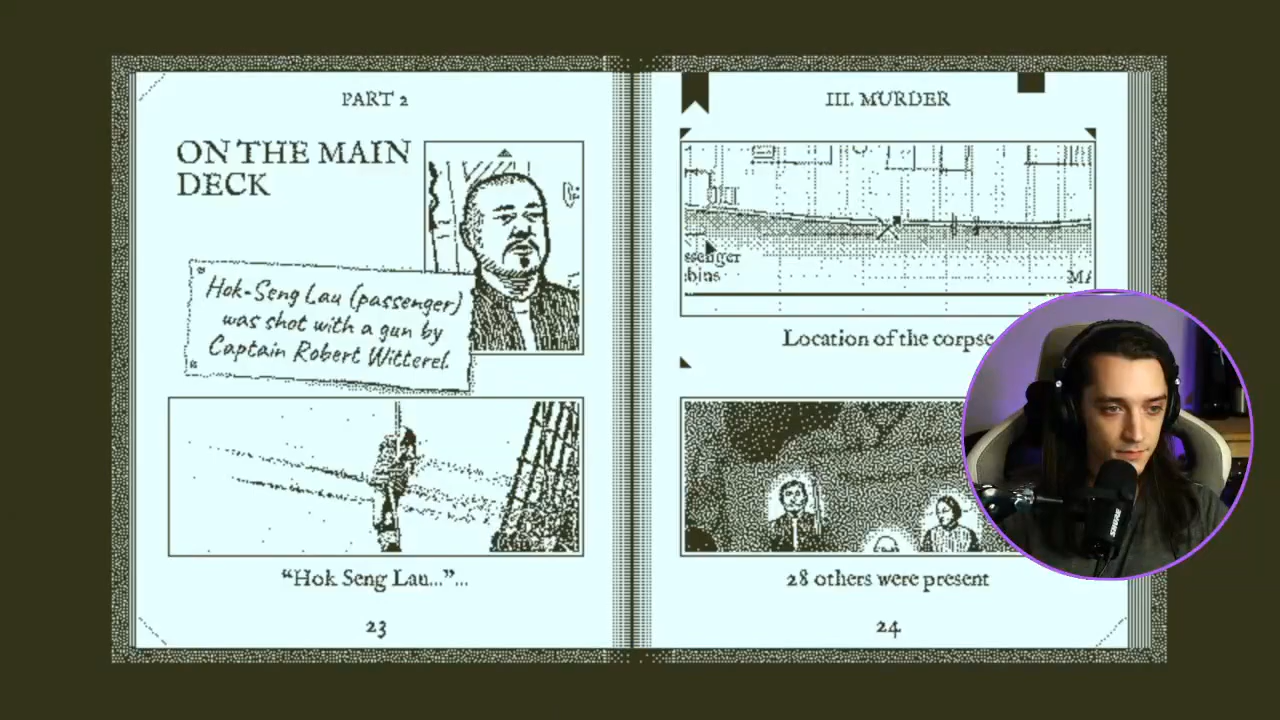 PART 2
ON THE MAIN
DECK
Hok-Seng Lau (passenger)
was shot with a gun by
Captain Robert Witterel.
"Hok Seng Lau..."...
23
III. MURDER
bins
Location of the corpse
28 others were present
24